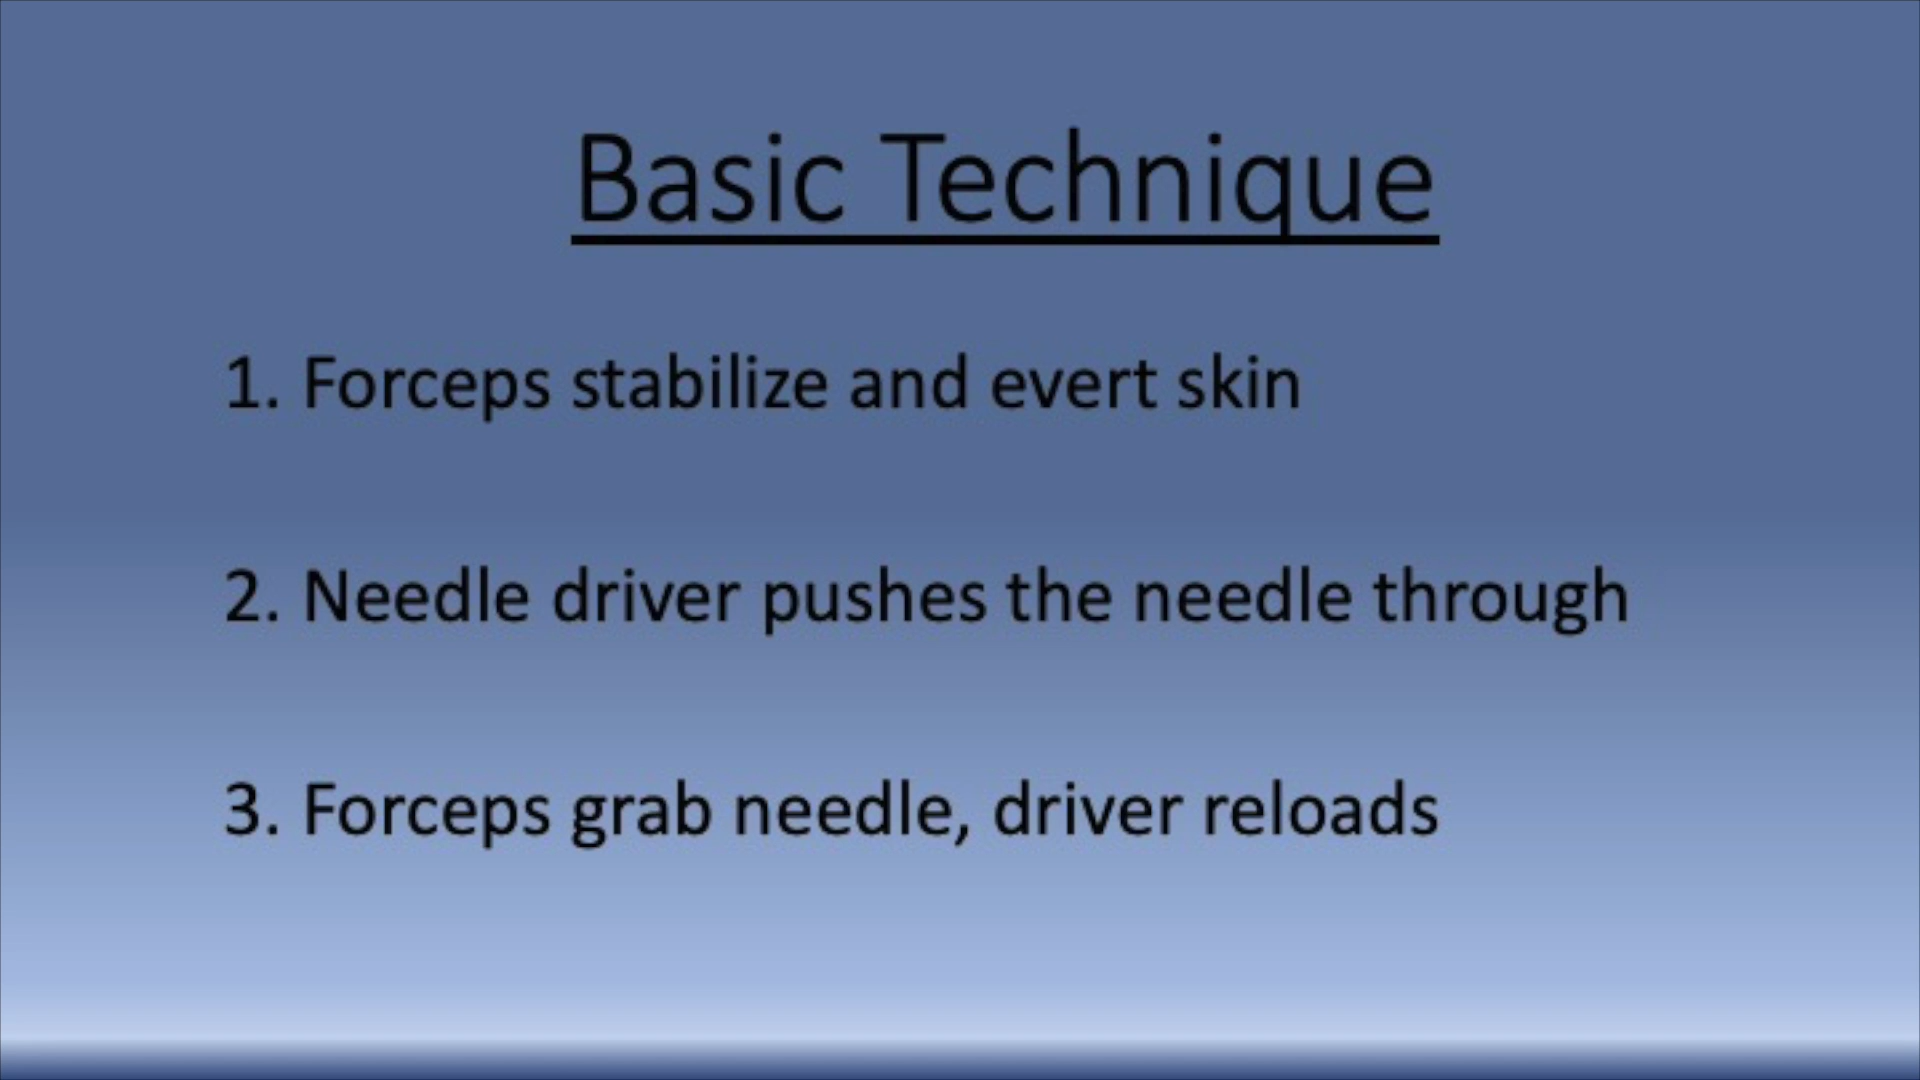 Basic Technique
1. Forceps stabilize and evert skin
2. Needle driver pushes the needle through
3. Forceps grab needle, driver reloads